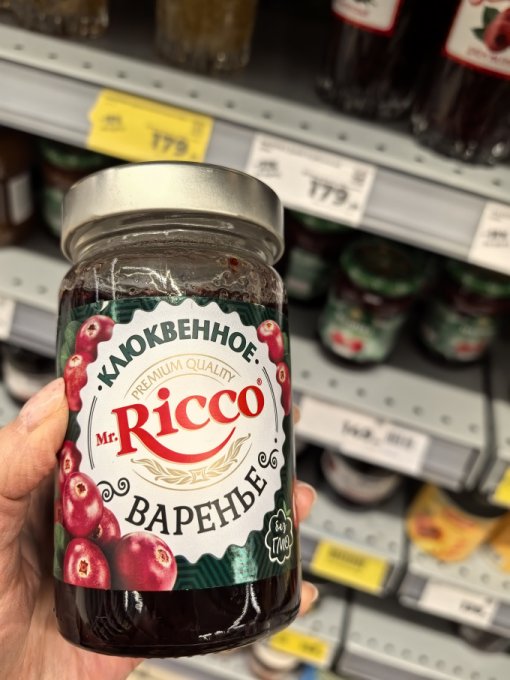 179
179
КЛЮКВЕННОЕ
PREMIUM QUALITY
Mr. Ricco®
ВАРЕНЬЕ
без
ГМО